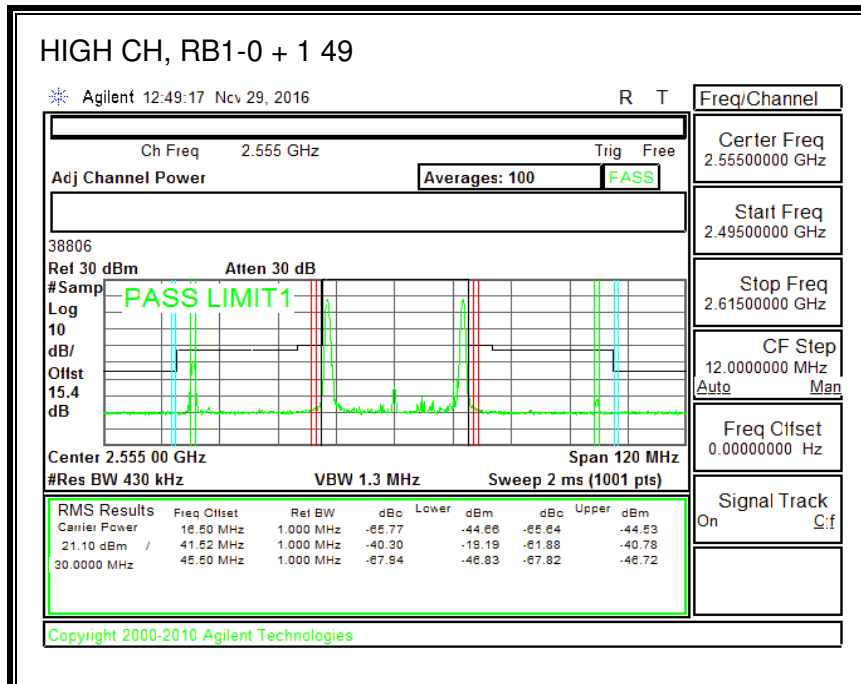 HIGH CH, RB1-0 + 1 49
Agilent 12:49:17 Nov 29, 2016 R T
Freq/Channel
Ch Freq 2.555 GHz Trig Free
Adj Channel Power Averages: 100 PASS
Center Freq
2.55500000 GHz
Start Freq
2.49500000 GHz
Stop Freq
2.61500000 GHz
CF Step
12.0000000 MHz
Auto Man
Freq Offset
0.00000000 Hz
Signal Track
On Off
38806
Ref 30 dBm Atten 30 dB
#Samp
Log
10
dB/
Offst
15.4
dB
PASS LIMIT1
Center 2.555 00 GHz Span 120 MHz
#Res BW 430 kHz VBW 1.3 MHz Sweep 2 ms (1001 pts)
RMS Results Freq Offset Ref BW dBc Lower dBm dBc Upper dBm
Carrier Power 16.50 MHz 1.000 MHz -65.77 -44.66 -65.64 -44.53
21.10 dBm / 41.52 MHz 1.000 MHz -40.30 -19.19 -61.88 -40.78
30.0000 MHz 45.50 MHz 1.000 MHz -67.94 -46.83 -67.82 -46.72
Copyright 2000-2010 Agilent Technologies